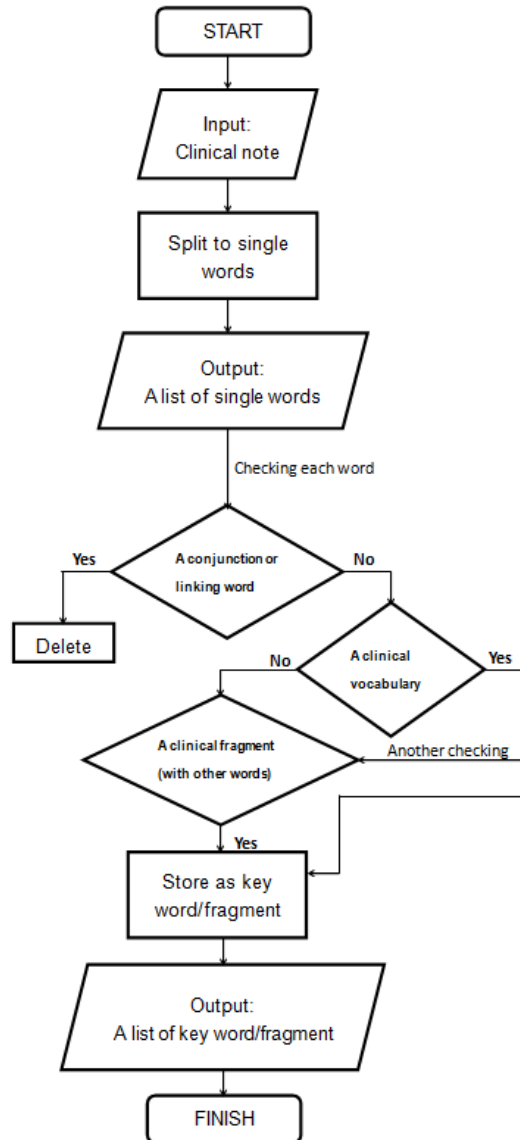 START
Input:
Clinical note
Split to single
words
Output:
A list of single words
Checking each word
Yes
A conjunction or
linking word
No
Delete
No
A clinical
vocabulary
Yes
A clinical fragment
(with other words)
Another checking
Yes
Store as key
word/fragment
Output:
A list of key word/fragment
FINISH